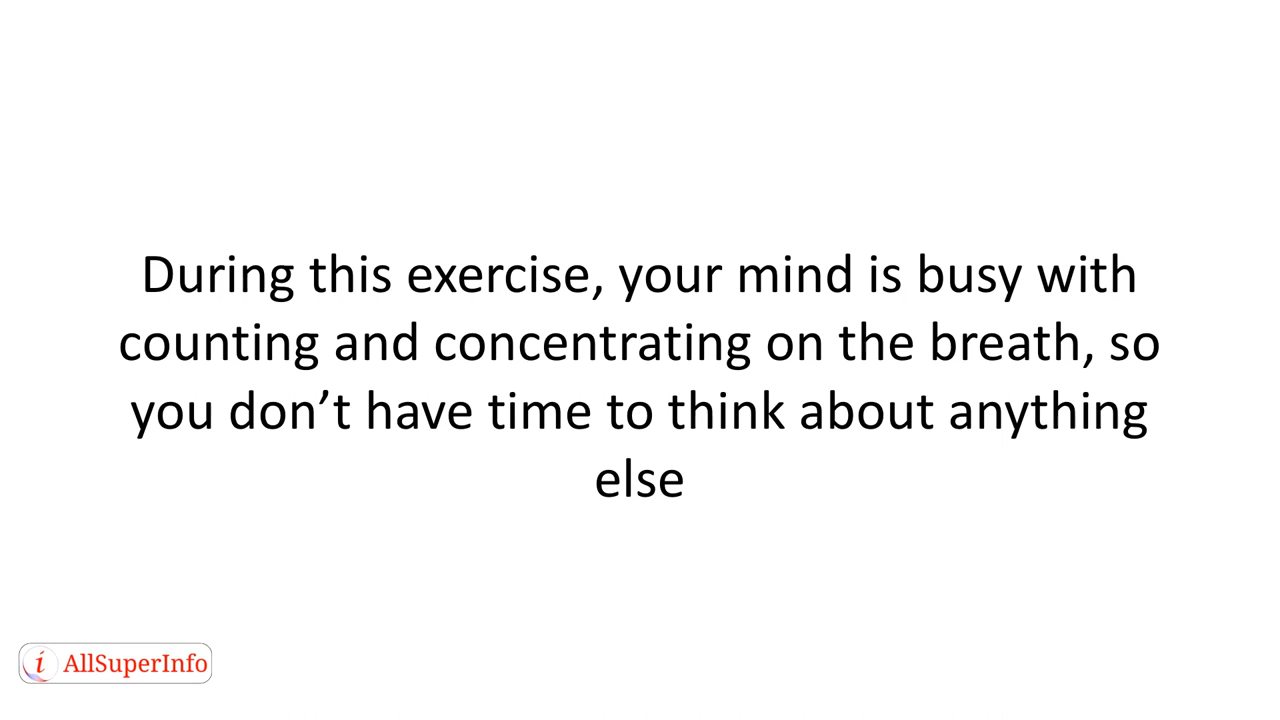 During this exercise, your mind is busy with
counting and concentrating on the breath, so
you don’t have time to think about anything
else
i AllSuperInfo